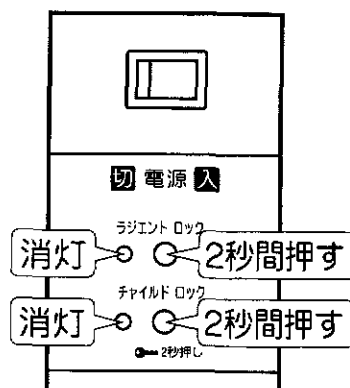 切 電源 入
ラジエント ロック
消灯 2秒間押す
チャイルド ロック
消灯 2秒間押す
2秒押し